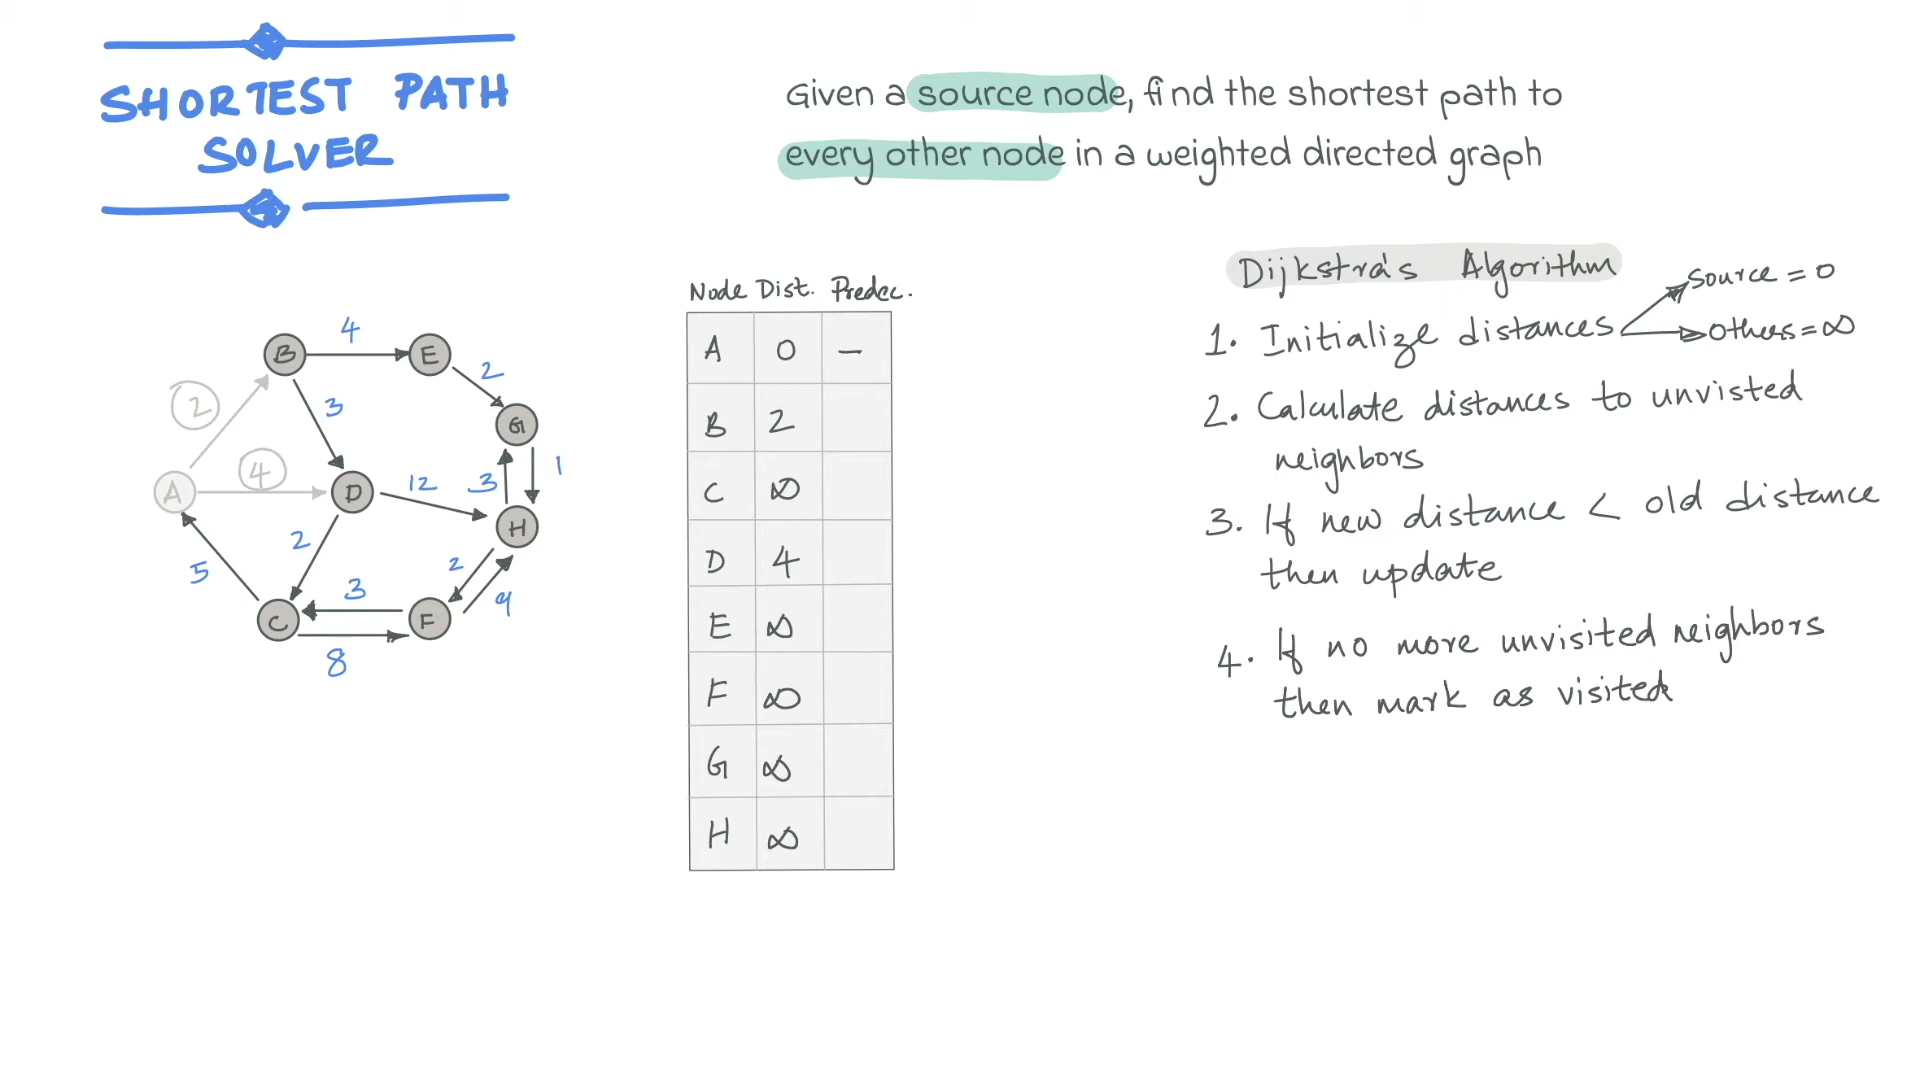 SHORTEST PATH
SOLVER
Given a source node, find the shortest path to
every other node in a weighted directed graph
B 4 E
2 3 2
G
A 4 D 12 3 1
H
5 2 2 9
C 3 F
8
Node Dist. Predec.
A 0 –
B 2
C ∞
D 4
E ∞
F ∞
G ∞
H ∞
Dijkstra's Algorithm
1. Initialize distances
source = 0
others = ∞
2. Calculate distances to unvisted
neighbors
3. If new distance < old distance
then update
4. If no more unvisited neighbors
then mark as visited